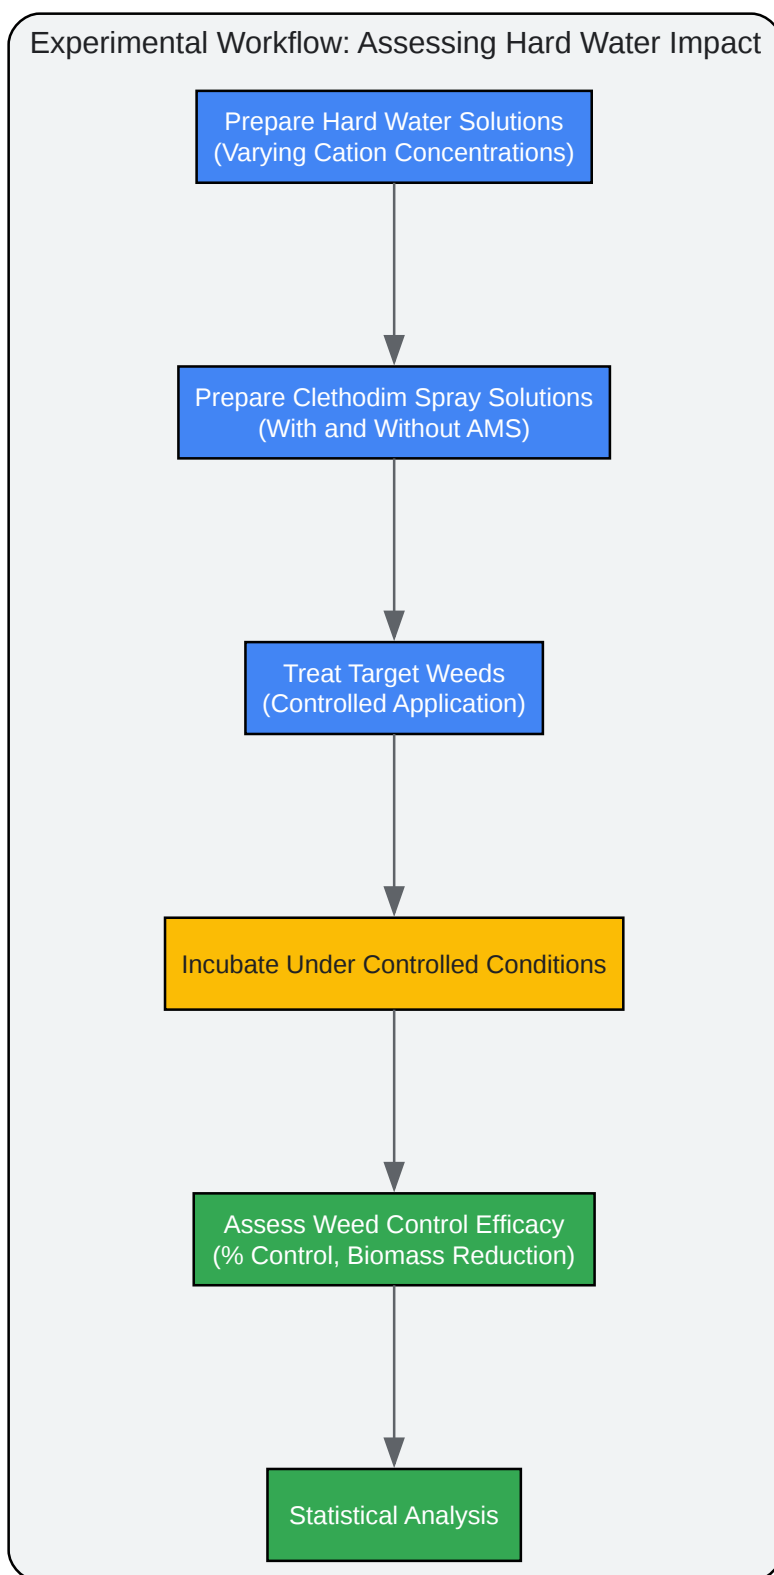 Experimental Workflow: Assessing Hard Water Impact
Prepare Hard Water Solutions
(Varying Cation Concentrations)
Prepare Clethodim Spray Solutions
(With and Without AMS)
Treat Target Weeds
(Controlled Application)
Incubate Under Controlled Conditions
Assess Weed Control Efficacy
(% Control, Biomass Reduction)
Statistical Analysis